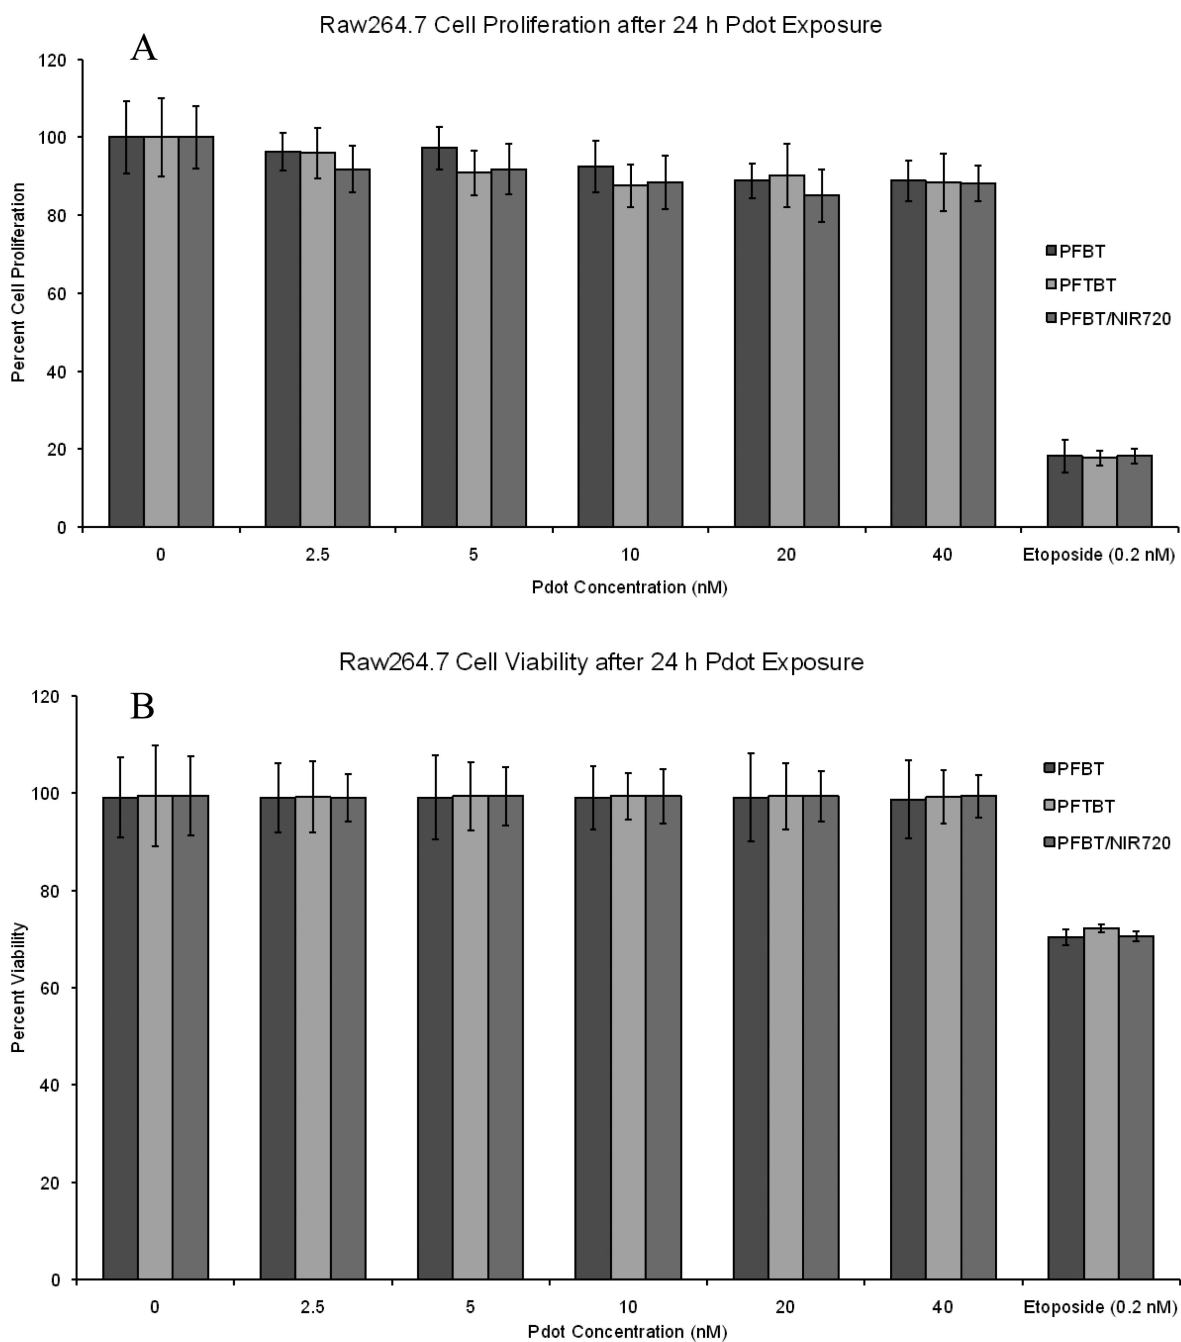 Raw264.7 Cell Proliferation after 24 h Pdot Exposure
A
120
100
80
60
40
20
0
Percent Cell Proliferation
PFBT
PFTBT
PFBT/NIR720
0 2.5 5 10 20 40 Etoposide (0.2 nM)
Pdot Concentration (nM)
Raw264.7 Cell Viability after 24 h Pdot Exposure
B
120
100
80
60
40
20
0
Percent Viability
PFBT
PFTBT
PFBT/NIR720
0 2.5 5 10 20 40 Etoposide (0.2 nM)
Pdot Concentration (nM)